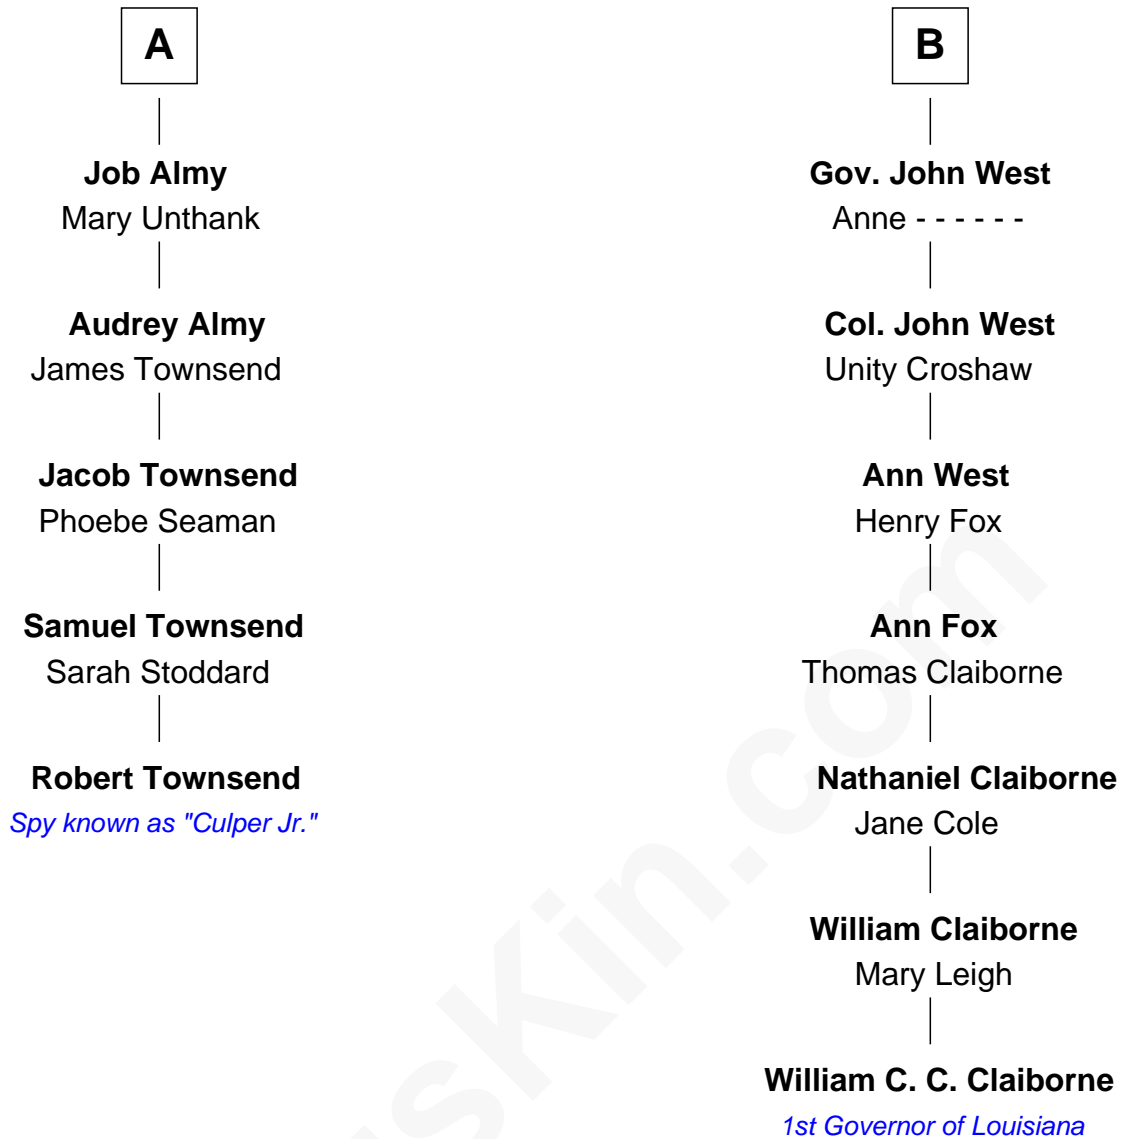 A
Job Almy
Mary Unthank
Audrey Almy
James Townsend
Jacob Townsend
Phoebe Seaman
Samuel Townsend
Sarah Stoddard
Robert Townsend
Spy known as "Culper Jr."
B
Gov. John West
Anne - - - - - -
Col. John West
Unity Croshaw
Ann West
Henry Fox
Ann Fox
Thomas Claiborne
Nathaniel Claiborne
Jane Cole
William Claiborne
Mary Leigh
William C. C. Claiborne
1st Governor of Louisiana
sKin.com